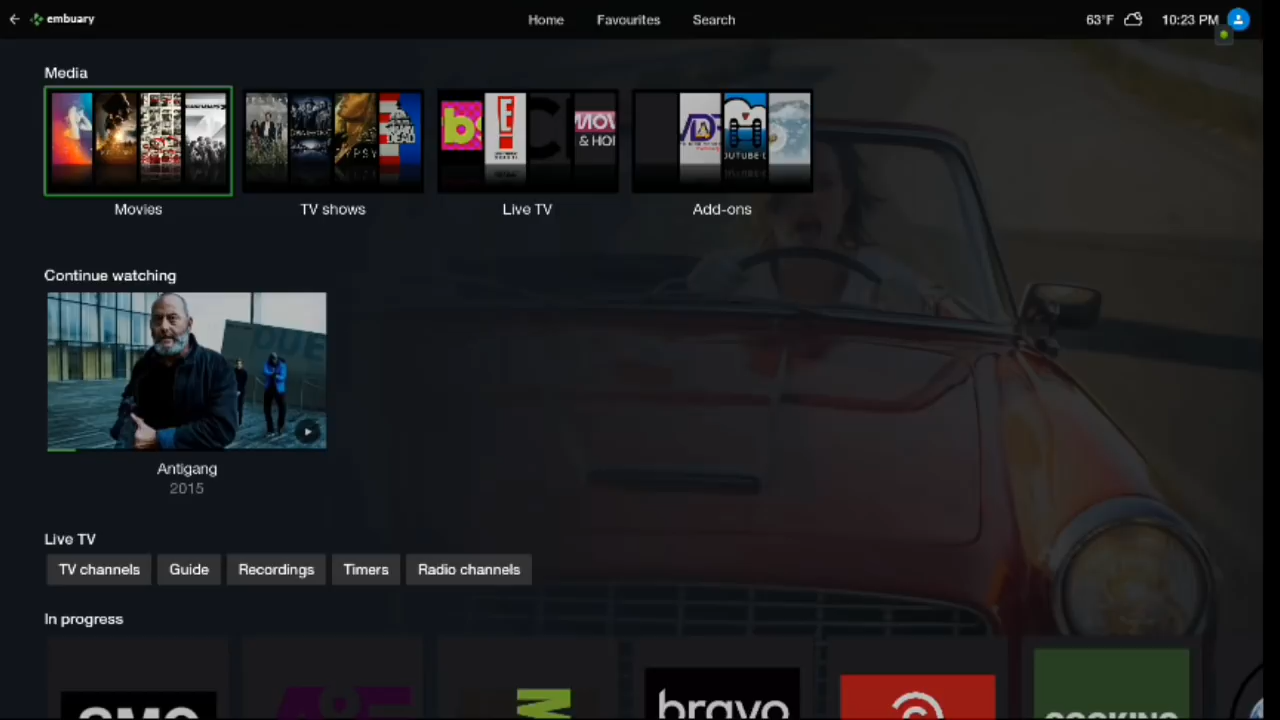 embuary
Home Favourites Search
63°F 10:23 PM
Media
Movies TV shows Live TV Add-ons
Continue watching
Antigang
2015
Live TV
TV channels Guide Recordings Timers Radio channels
In progress
bravo
COOKING